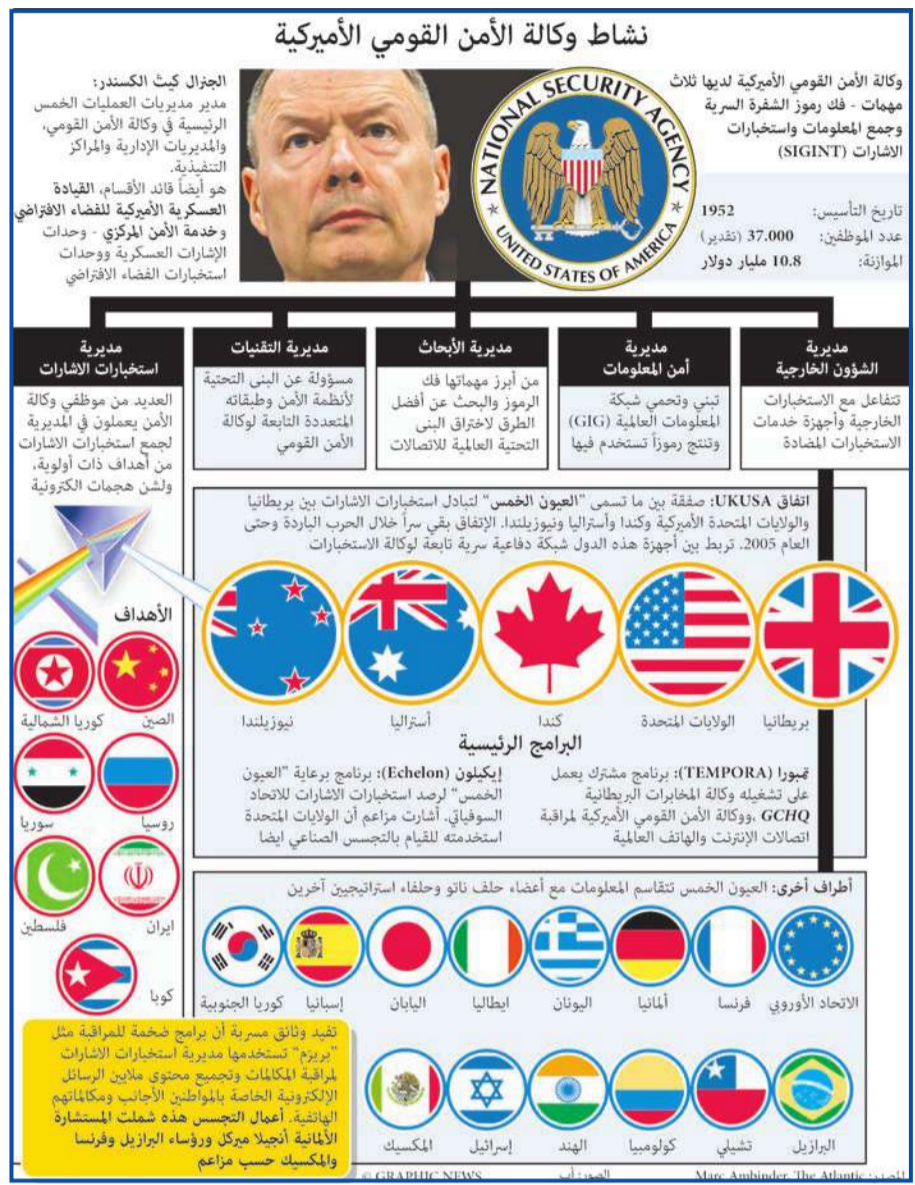 نشاط وكالة الأمن القومي الأميركية
وكالة الأمن القومي الأميركية لديها ثلاث
مهمات - فك رموز الشفرة السرية
وجمع المعلومات واستخبارات
الاشارات (SIGINT)
تاريخ التأسيس: 1952
عدد الموظفين: 37.000 (تقدير)
الموازنة: 10.8 مليار دولار
NATIONAL SECURITY AGENCY
UNITED STATES OF AMERICA
الجنرال كيث الكسندر:
مدير مديريات العمليات الخمس
الرئيسية في وكالة الأمن القومي،
والمديريات الإدارية والمراكز
التنفيذية.
هو أيضاً قائد الأقسام، القيادة
العسكرية الأميركية للفضاء الافتراضي
وخدمة الأمن المركزي - وحدات
الإشارات العسكرية ووحدات
استخبارات الفضاء الافتراضي
مديرية
الشؤون الخارجية
تتفاعل مع الاستخبارات
الخارجية وأجهزة خدمات
الاستخبارات المضادة
مديرية
أمن المعلومات
تبني وتحمي شبكة
المعلومات العالمية (GIG)
وتنتج رموزاً تستخدم فيها
مديرية الأبحاث
من أبرز مهماتها فك
الرموز والبحث عن أفضل
الطرق لاختراق البنى
التحتية العالمية للاتصالات
مديرية التقنيات
مسؤولة عن البنى التحتية
لأنظمة الأمن وطبقاته
المتعددة التابعة لوكالة
الأمن القومي
مديرية
استخبارات الاشارات
العديد من موظفي وكالة
الأمن يعملون في المديرية
لجمع استخبارات الاشارات
من أهداف ذات أولوية،
ولشن هجمات الكترونية
اتفاق UKUSA: صفقة بين ما تسمى "العيون الخمس" لتبادل استخبارات الاشارات بين بريطانيا
والولايات المتحدة الأميركية وكندا وأستراليا ونيوزيلندا. الإتفاق بقي سراً خلال الحرب الباردة وحتى
العام 2005. تربط بين أجهزة هذه الدول شبكة دفاعية سرية تابعة لوكالة الاستخبارات
بريطانيا
الولايات المتحدة
كندا
أستراليا
نيوزيلندا
البرامج الرئيسية
تمبورا (TEMPORA): برنامج مشترك يعمل
على تشغيله وكالة المخابرات البريطانية
GCHQ ،ووكالة الأمن القومي الأميركية لمراقبة
اتصالات الإنترنت والهاتف العالمية
إيكيلون (Echelon): برنامج برعاية "العيون
الخمس" لرصد استخبارات الاشارات للاتحاد
السوفياتي. أشارت مزاعم أن الولايات المتحدة
استخدمته للقيام بالتجسس الصناعي ايضا
أطراف أخرى: العيون الخمس تتقاسم المعلومات مع أعضاء حلف ناتو وحلفاء استراتيجيين آخرين
الاتحاد الأوروبي
فرنسا
ألمانيا
اليونان
ايطاليا
اليابان
إسبانيا
كوريا الجنوبية
البرازيل
تشيلي
كولومبيا
الهند
إسرائيل
المكسيك
الأهداف
الصين
كوريا الشمالية
روسيا
سوريا
ايران
فلسطين
كوبا
تفيد وثائق مسربة أن برامج ضخمة للمراقبة مثل
"بريزم" تستخدمها مديرية استخبارات الاشارات
لمراقبة المكالمات وتجميع محتوى ملايين الرسائل
الإلكترونية الخاصة بالمواطنين الأجانب ومكالماتهم
الهاتفية. أعمال التجسس هذه شملت المستشارة
الألمانية أنجيلا ميركل ورؤساء البرازيل وفرنسا
والمكسيك حسب مزاعم
المصدر: Marc Ambinder, The Atlantic
الصور: أب
© GRAPHIC NEWS